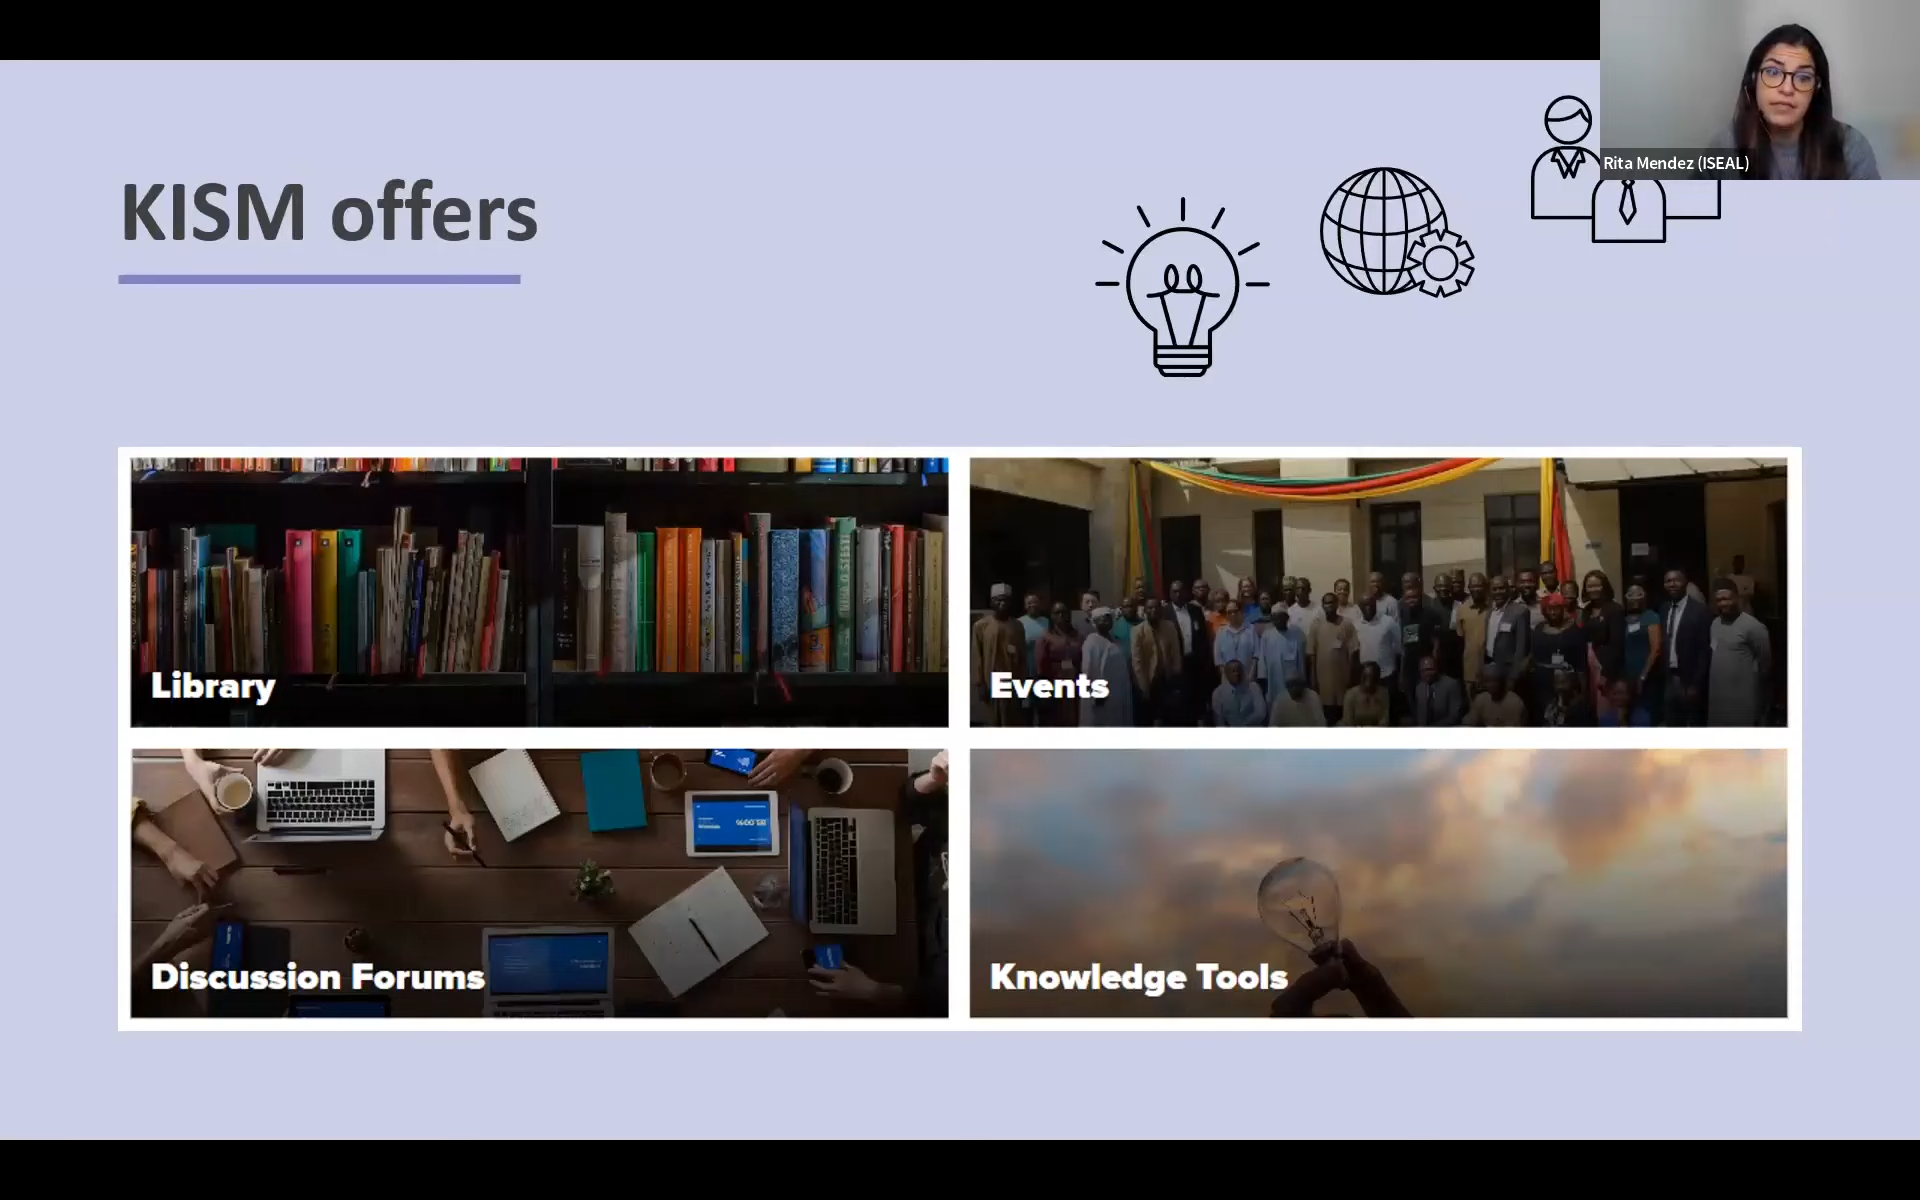 Rita Mendez (ISEAL)
KISM offers
Library
Events
Discussion Forums
Knowledge Tools